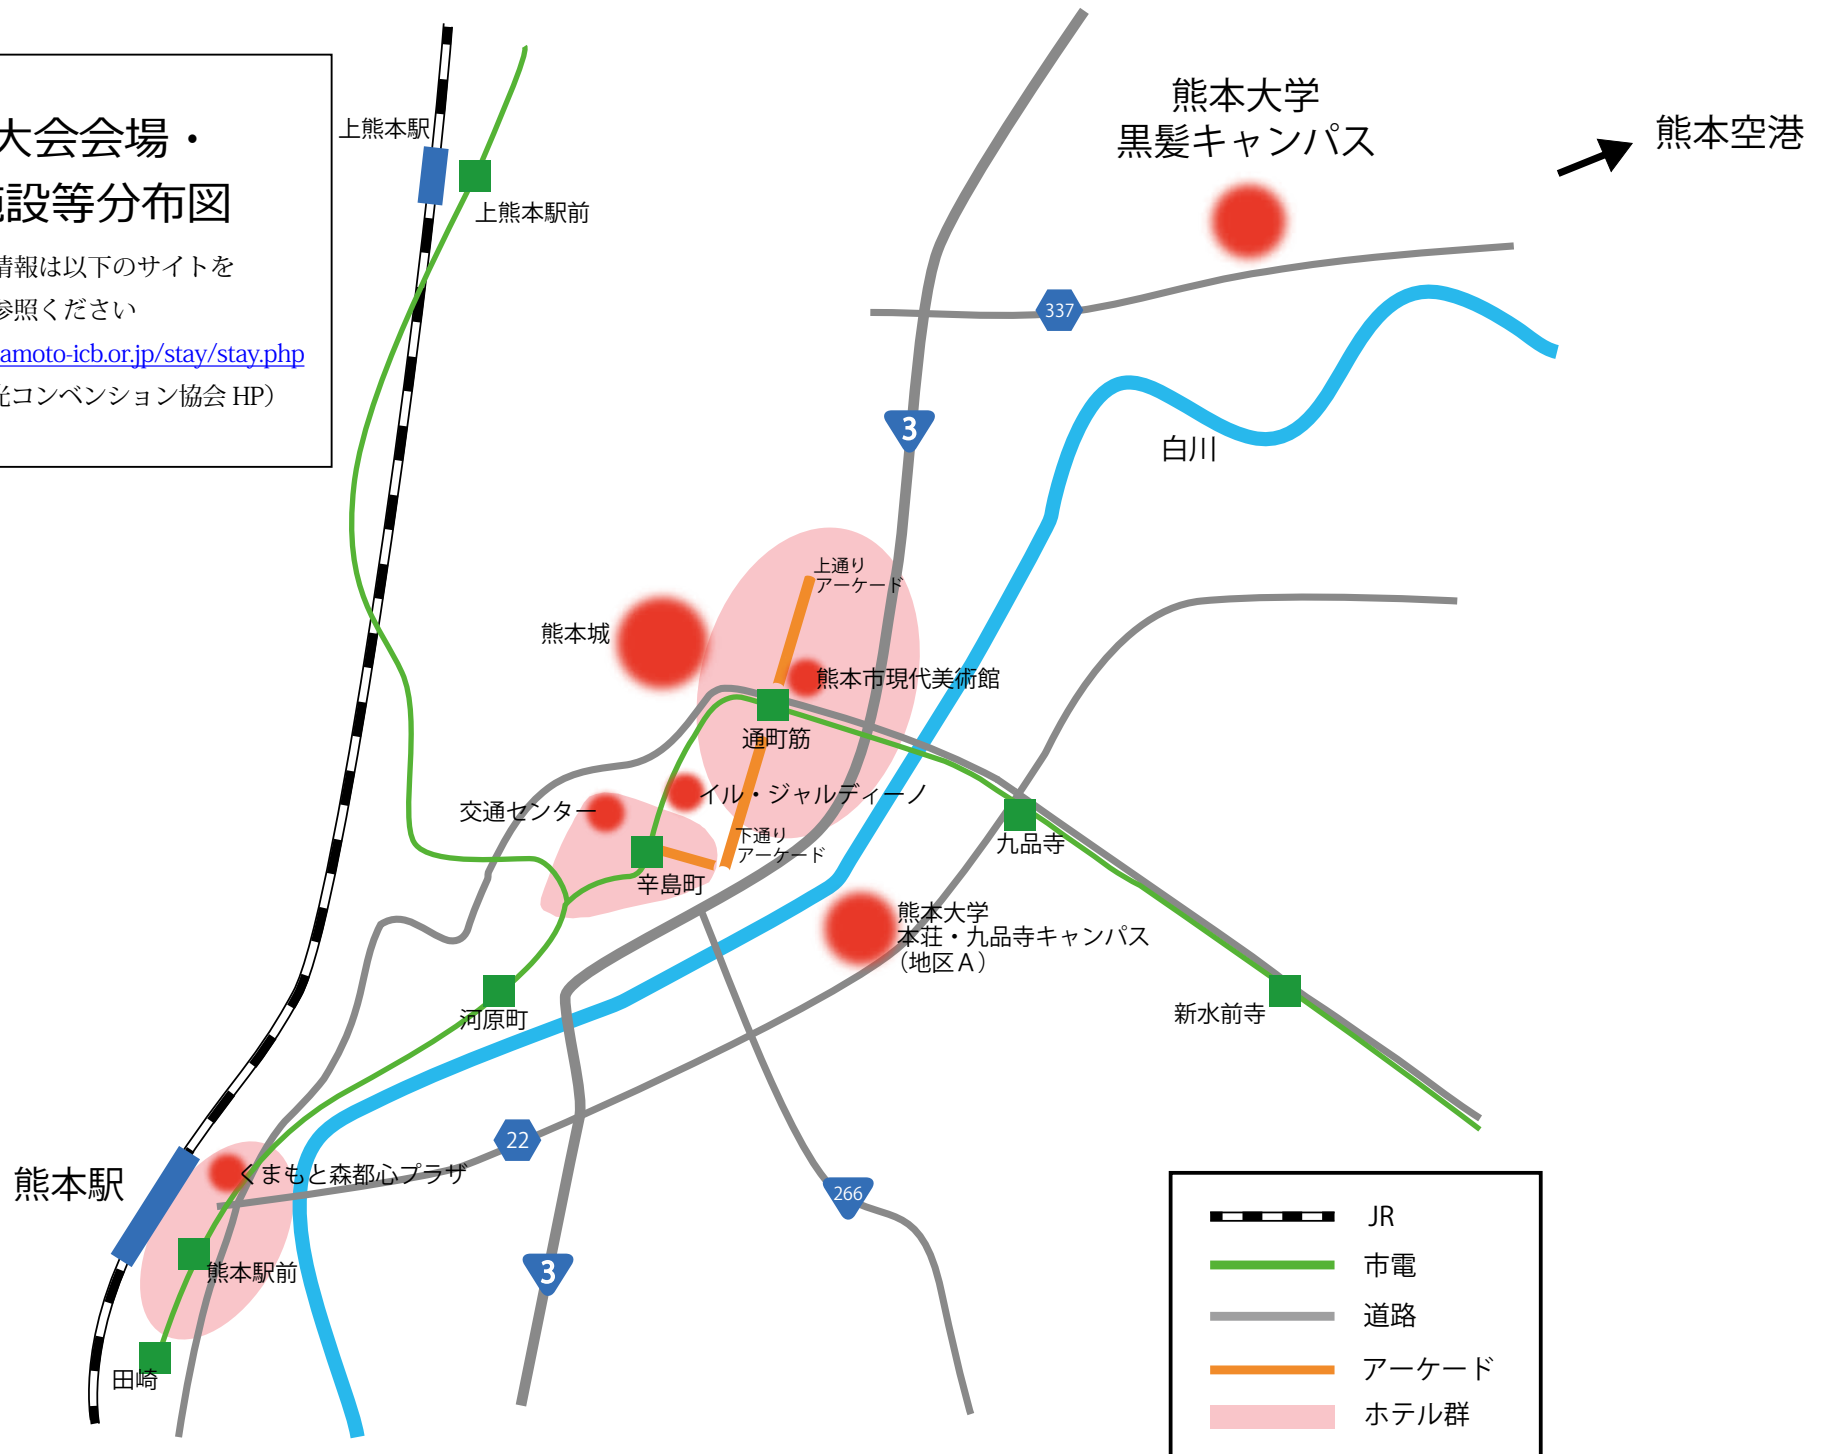 大会会場・
設等分布図
情報は以下のサイトを
参照ください
amoto-icb.or.jp/stay/stay.php
コンベンション協会 HP）
上熊本駅
上熊本駅前
熊本大学
黒髪キャンパス
熊本空港
337
3
白川
上通り
アーケード
熊本城
熊本市現代美術館
通町筋
イル・ジャルディーノ
交通センター
下通り
アーケード
九品寺
辛島町
熊本大学
本荘・九品寺キャンパス
（地区Ａ）
河原町
新水前寺
22
くまもと森都心プラザ
熊本駅
266
3
熊本駅前
田崎
JR
市電
道路
アーケード
ホテル群